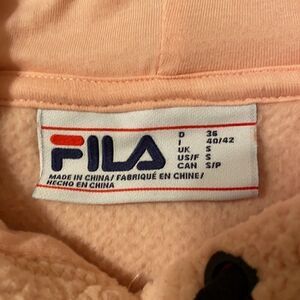 FILA
D 36
I 40/42
UK S
US/F S
CAN S/P
MADE IN CHINA/ FABRIQUÉ EN CHINE/
HECHO EN CHINA